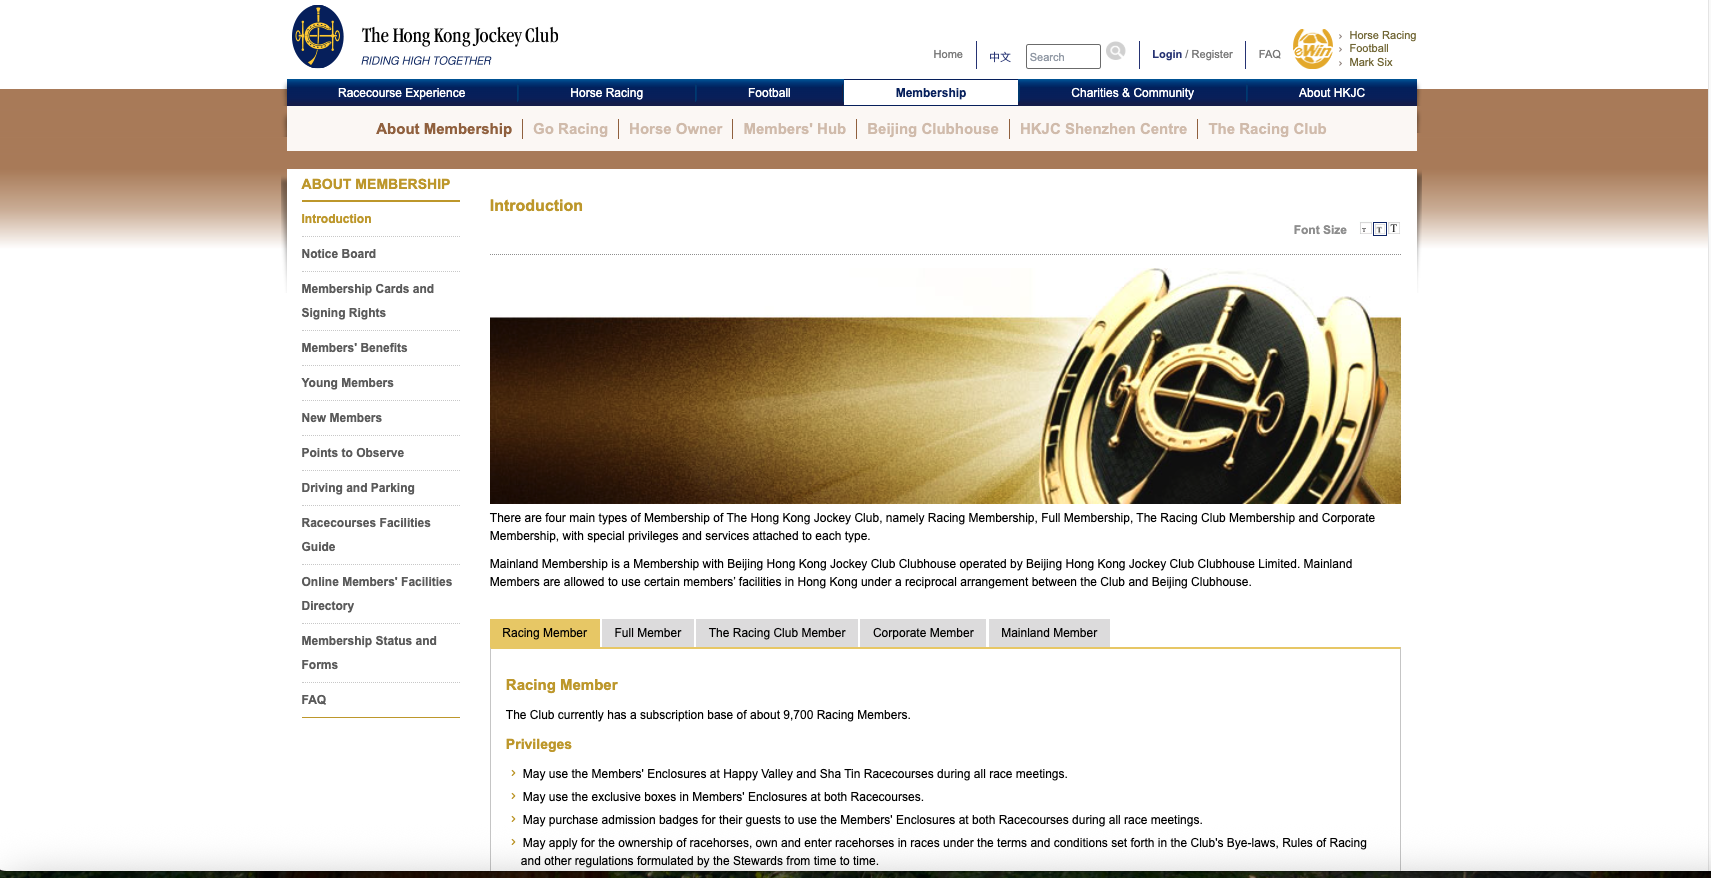 The Hong Kong Jockey Club
RIDING HIGH TOGETHER
Home
中文
Search
Login / Register
FAQ
eWin
Horse Racing
Football
Mark Six
Racecourse Experience
Horse Racing
Football
Membership
Charities & Community
About HKJC
About Membership
Go Racing
Horse Owner
Members' Hub
Beijing Clubhouse
HKJC Shenzhen Centre
The Racing Club
ABOUT MEMBERSHIP
Introduction
Notice Board
Membership Cards and
Signing Rights
Members' Benefits
Young Members
New Members
Points to Observe
Driving and Parking
Racecourses Facilities
Guide
Online Members' Facilities
Directory
Membership Status and
Forms
FAQ
Introduction
Font Size
T T T
There are four main types of Membership of The Hong Kong Jockey Club, namely Racing Membership, Full Membership, The Racing Club Membership and Corporate
Membership, with special privileges and services attached to each type.
Mainland Membership is a Membership with Beijing Hong Kong Jockey Club Clubhouse operated by Beijing Hong Kong Jockey Club Clubhouse Limited. Mainland
Members are allowed to use certain members’ facilities in Hong Kong under a reciprocal arrangement between the Club and Beijing Clubhouse.
Racing Member
Full Member
The Racing Club Member
Corporate Member
Mainland Member
Racing Member
The Club currently has a subscription base of about 9,700 Racing Members.
Privileges
May use the Members' Enclosures at Happy Valley and Sha Tin Racecourses during all race meetings.
May use the exclusive boxes in Members' Enclosures at both Racecourses.
May purchase admission badges for their guests to use the Members' Enclosures at both Racecourses during all race meetings.
May apply for the ownership of racehorses, own and enter racehorses in races under the terms and conditions set forth in the Club's Bye-laws, Rules of Racing
and other regulations formulated by the Stewards from time to time.